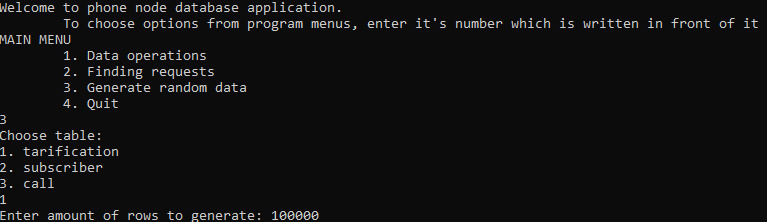 Welcome to phone node database application.
To choose options from program menus, enter it's number which is written in front of it
MAIN MENU
1. Data operations
2. Finding requests
3. Generate random data
4. Quit
3
Choose table:
1. tarification
2. subscriber
3. call
1
Enter amount of rows to generate: 100000